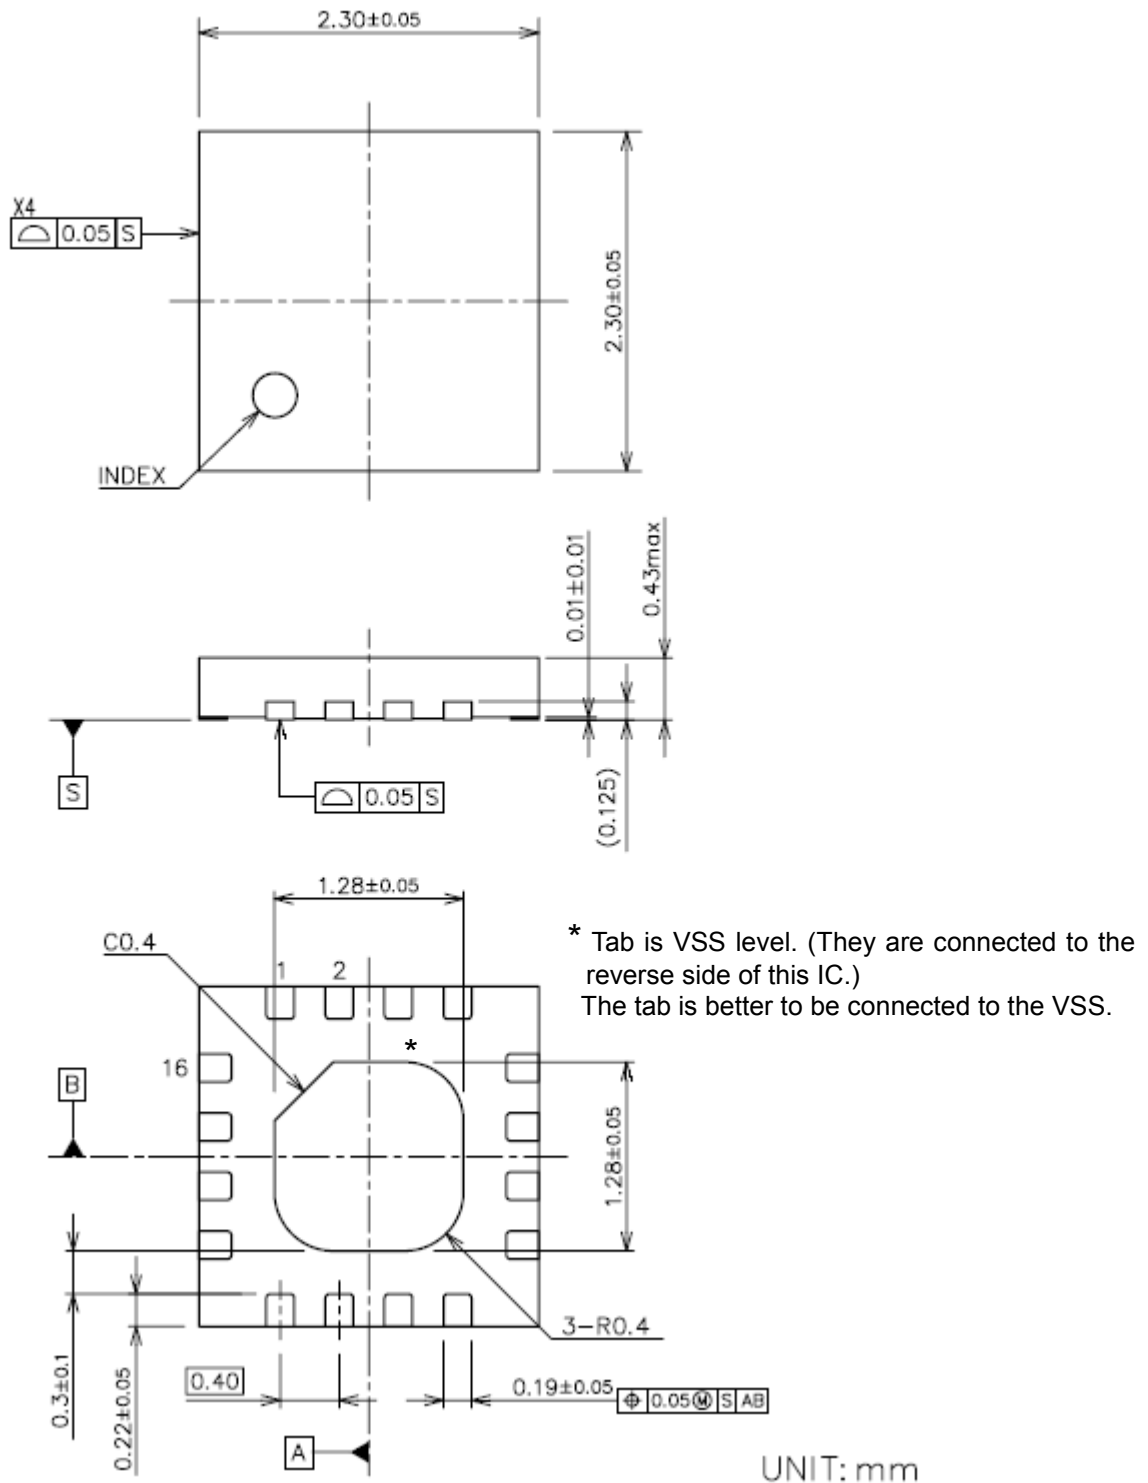 2.30±0.05
X4
⌓ 0.05 S
2.30±0.05
INDEX
0.01±0.01
0.43max
S
⌓ 0.05 S
(0.125)
1.28±0.05
C0.4
* Tab is VSS level. (They are connected to the
reverse side of this IC.)
The tab is better to be connected to the VSS.
1 2
*
16
B
1.28±0.05
3-R0.4
0.3±0.1
0.22±0.05
0.40
0.19±0.05
⌖ 0.05 Ⓜ S AB
A
UNIT: mm